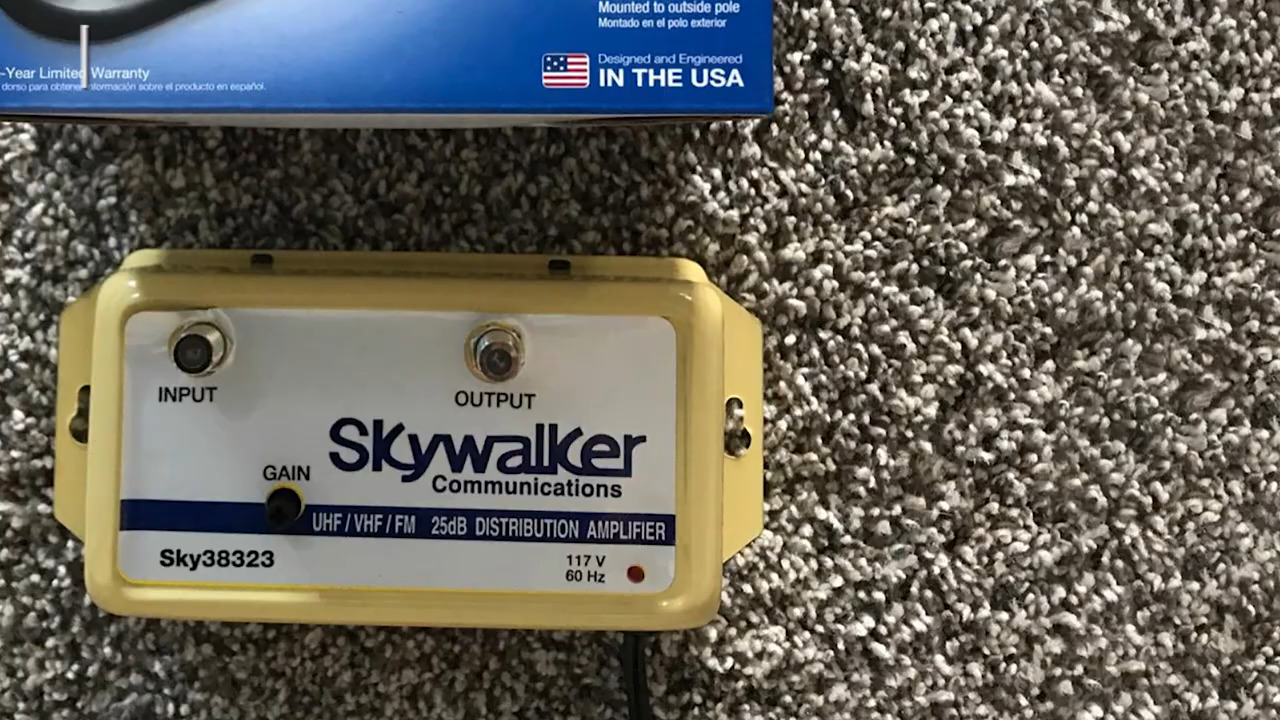 Mounted to outside pole
Montado en el polo exterior
-Year Limited Warranty
dorso para obtener información sobre el producto en español.
Designed and Engineered
IN THE USA
INPUT
OUTPUT
Skywalker
Communications
GAIN
UHF / VHF / FM 25dB DISTRIBUTION AMPLIFIER
Sky38323
117 V
60 Hz